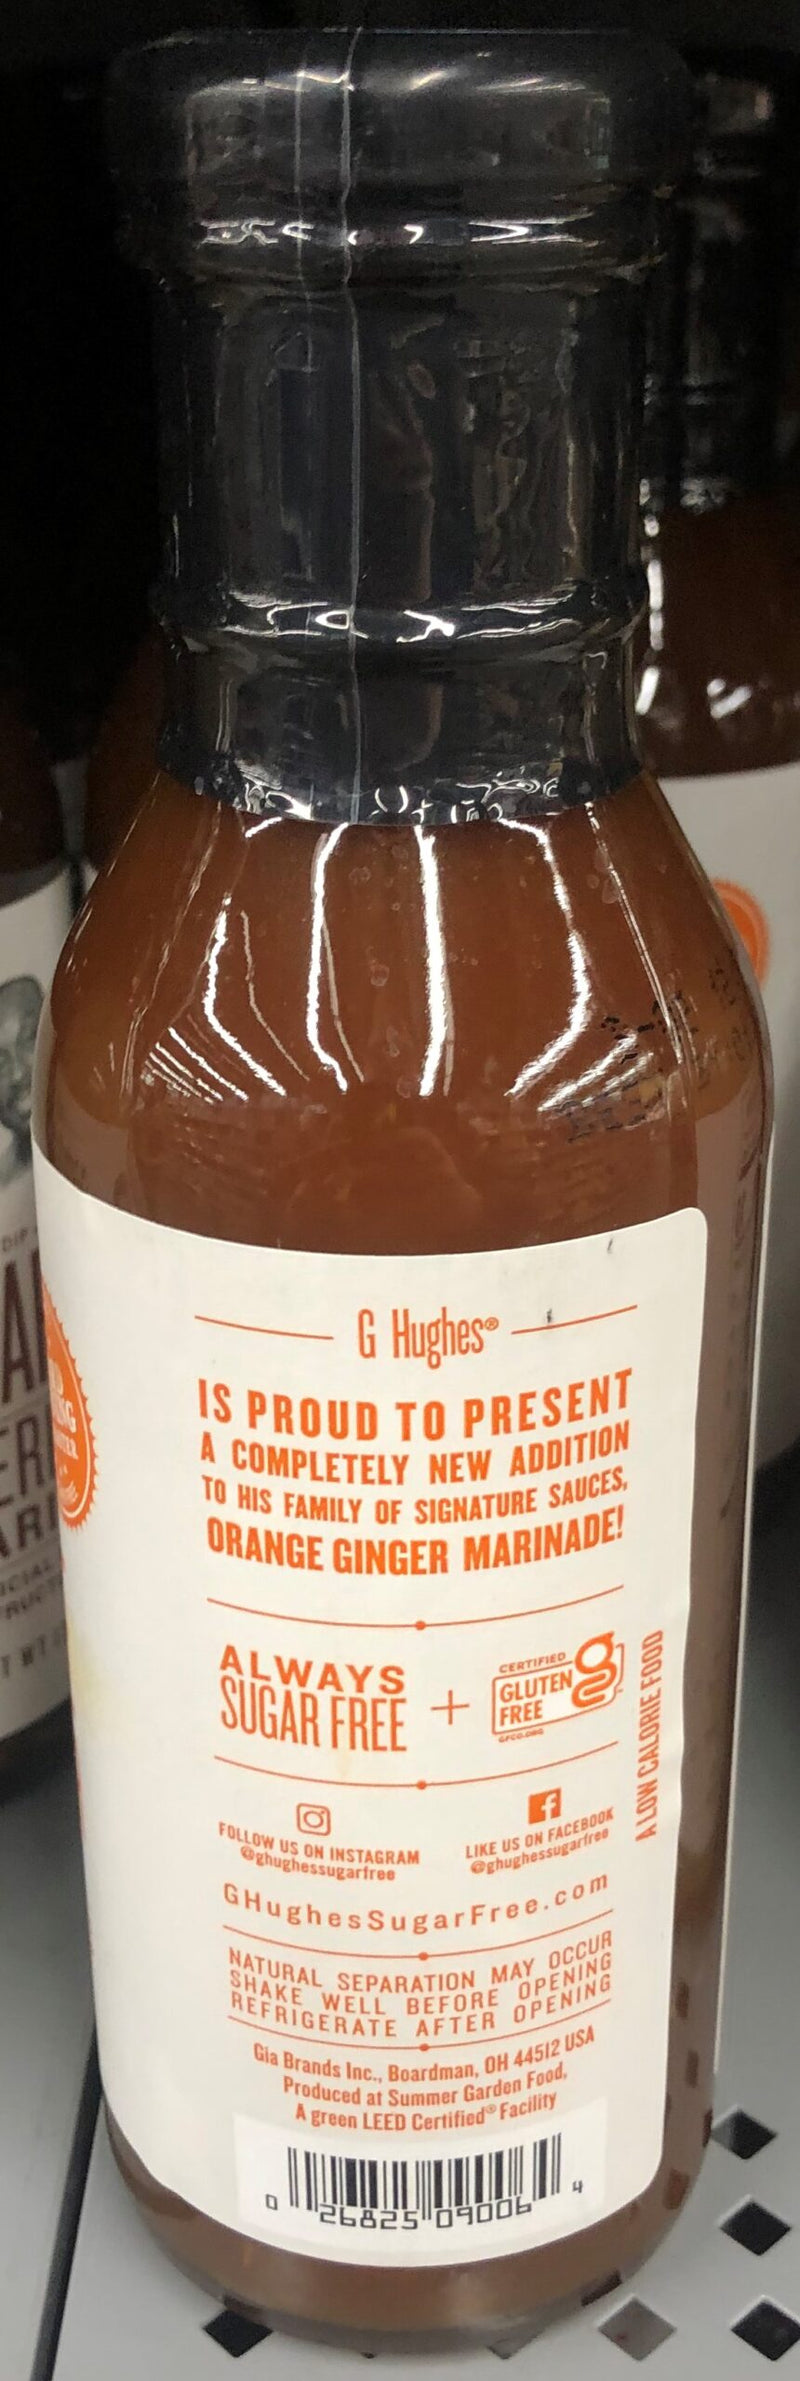 G Hughes®
IS PROUD TO PRESENT
A COMPLETELY NEW ADDITION
TO HIS FAMILY OF SIGNATURE SAUCES,
ORANGE GINGER MARINADE!
ALWAYS
SUGAR FREE
+
CERTIFIED
GLUTEN
FREE
GFCO.ORG
A LOW CALORIE FOOD
FOLLOW US ON INSTAGRAM
@ghughessugarfree
LIKE US ON FACEBOOK
@ghughessugarfree
GHughesSugarFree.com
NATURAL SEPARATION MAY OCCUR
SHAKE WELL BEFORE OPENING
REFRIGERATE AFTER OPENING
Gia Brands Inc., Boardman, OH 44512 USA
Produced at Summer Garden Food,
A green LEED Certified® Facility
0 26825 09006 4